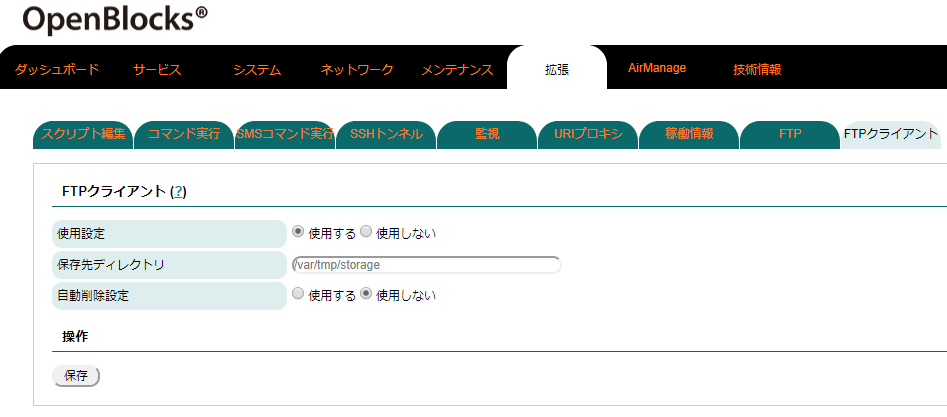 OpenBlocks®
ダッシュボード サービス システム ネットワーク メンテナンス 拡張 AirManage 技術情報
スクリプト編集 コマンド実行 SMSコマンド実行 SSHトンネル 監視 URIプロキシ 稼働情報 FTP FTPクライアント
FTPクライアント (?)
使用設定 使用する 使用しない
保存先ディレクトリ /var/tmp/storage
自動削除設定 使用する 使用しない
操作
保存